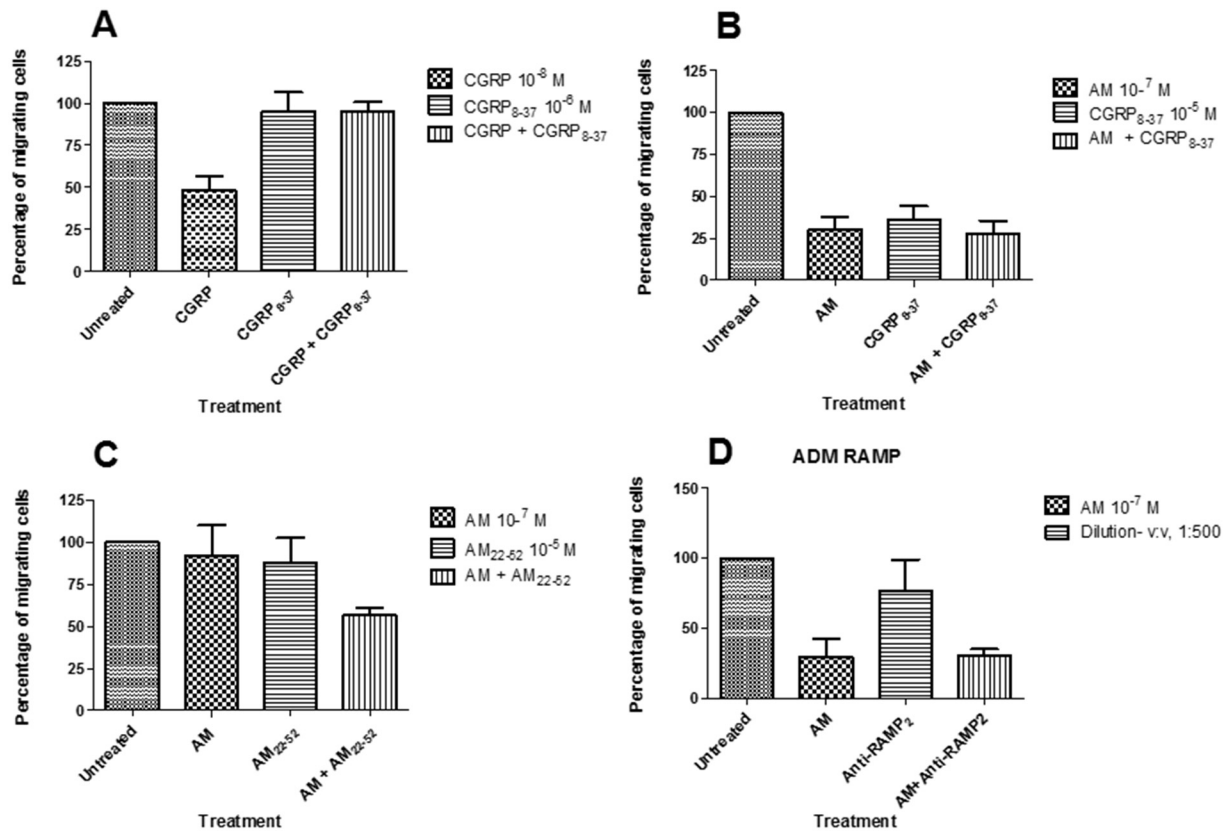 A
Percentage of migrating cells
125
100
75
50
25
0
Untreated
CGRP
CGRP₈₋₃₇
CGRP + CGRP₈₋₃₇
Treatment
CGRP 10⁻⁸ M
CGRP₈₋₃₇ 10⁻⁶ M
CGRP + CGRP₈₋₃₇
B
Percentage of migrating cells
125
100
75
50
25
0
Untreated
AM
CGRP₈₋₃₇
AM + CGRP₈₋₃₇
Treatment
AM 10-⁷ M
CGRP₈₋₃₇ 10⁻⁵ M
AM + CGRP₈₋₃₇
C
Percentage of migrating cells
125
100
75
50
25
0
Untreated
AM
AM₂₂₋₅₂
AM + AM₂₂₋₅₂
Treatment
AM 10-⁷ M
AM₂₂₋₅₂ 10⁻⁵ M
AM + AM₂₂₋₅₂
D
ADM RAMP
Percentage of migrating cells
150
100
50
0
Untreated
AM
Anti-RAMP₂
AM+Anti-RAMP2
Treatment
AM 10⁻⁷ M
Dilution- v:v, 1:500